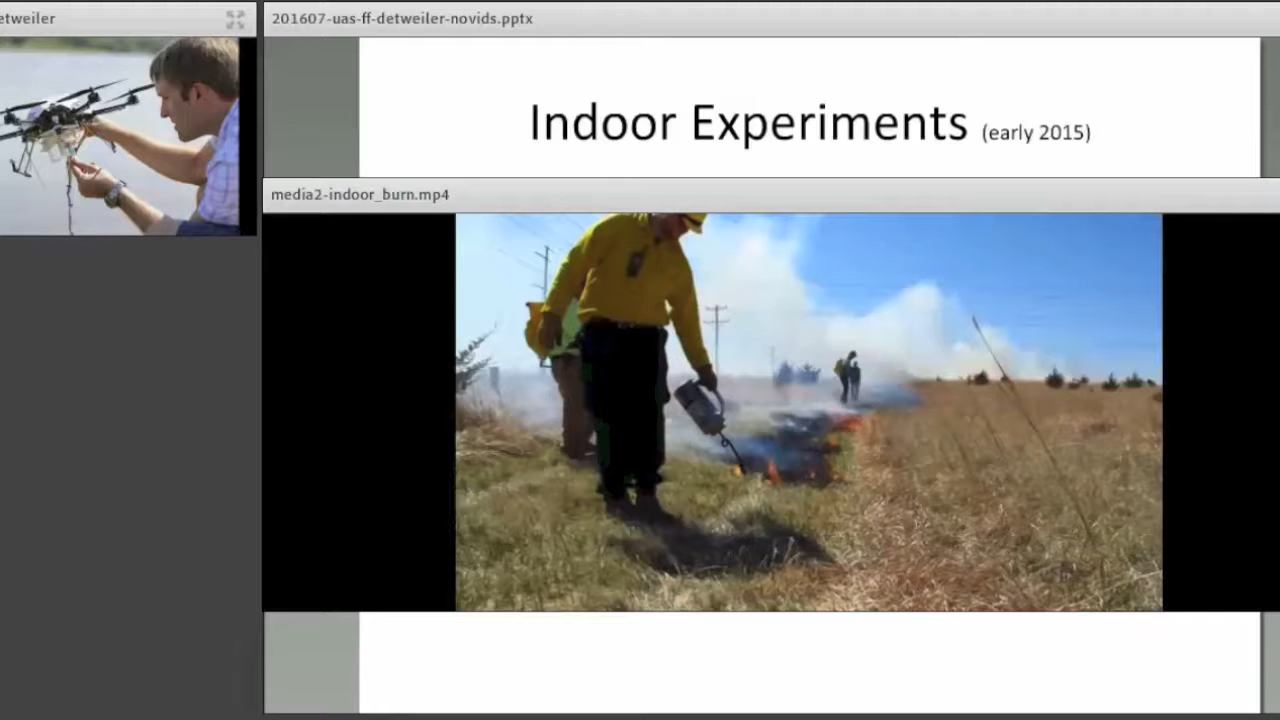 etweiler
201607-uas-ff-detweiler-novids.pptx
Indoor Experiments (early 2015)
media2-indoor_burn.mp4